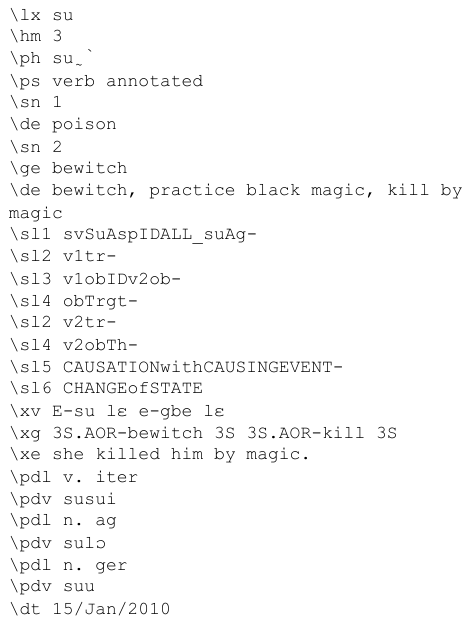 \lx su
\hm 3
\ph su˷`
\ps verb annotated
\sn 1
\de poison
\sn 2
\ge bewitch
\de bewitch, practice black magic, kill by
magic
\sl1 svSuAspIDALL_suAg-
\sl2 v1tr-
\sl3 v1obIDv2ob-
\sl4 obTrgt-
\sl2 v2tr-
\sl4 v2obTh-
\sl5 CAUSATIONwithCAUSINGEVENT-
\sl6 CHANGEofSTATE
\xv E-su lɛ e-gbe lɛ
\xg 3S.AOR-bewitch 3S 3S.AOR-kill 3S
\xe she killed him by magic.
\pdl v. iter
\pdv susui
\pdl n. ag
\pdv sulɔ
\pdl n. ger
\pdv suu
\dt 15/Jan/2010